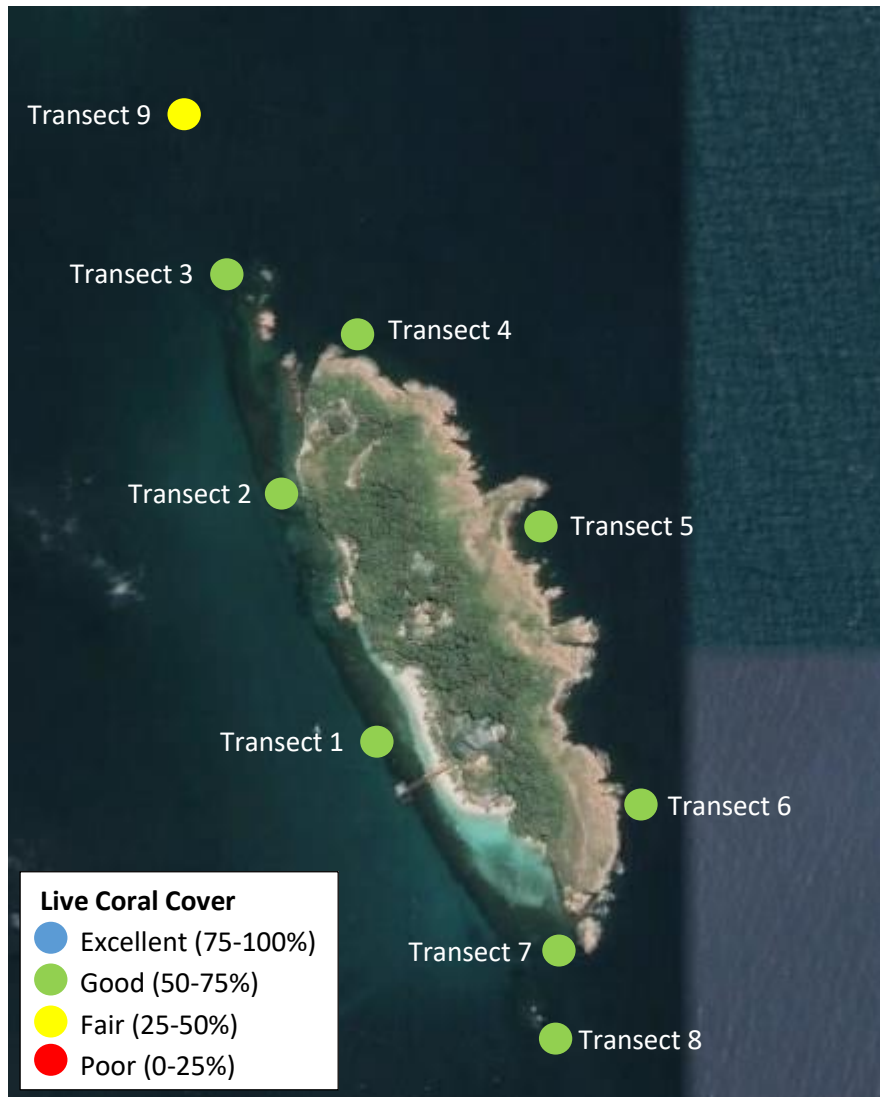 Transect 9
Transect 3
Transect 4
Transect 2
Transect 5
Transect 1
Transect 6
Live Coral Cover
Excellent (75-100%)
Good (50-75%)
Fair (25-50%)
Poor (0-25%)
Transect 7
Transect 8